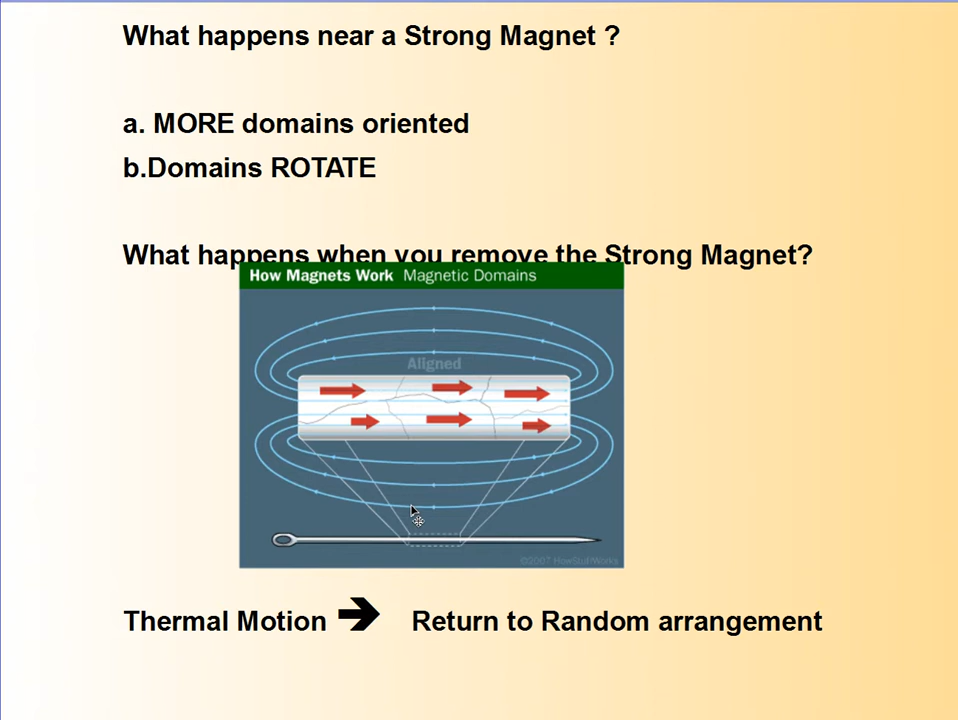 What happens near a Strong Magnet ?
a. MORE domains oriented
b.Domains ROTATE
What happens when you remove the Strong Magnet?
How Magnets Work Magnetic Domains
Aligned
©2007 HowStuffWorks
Thermal Motion ➔ Return to Random arrangement